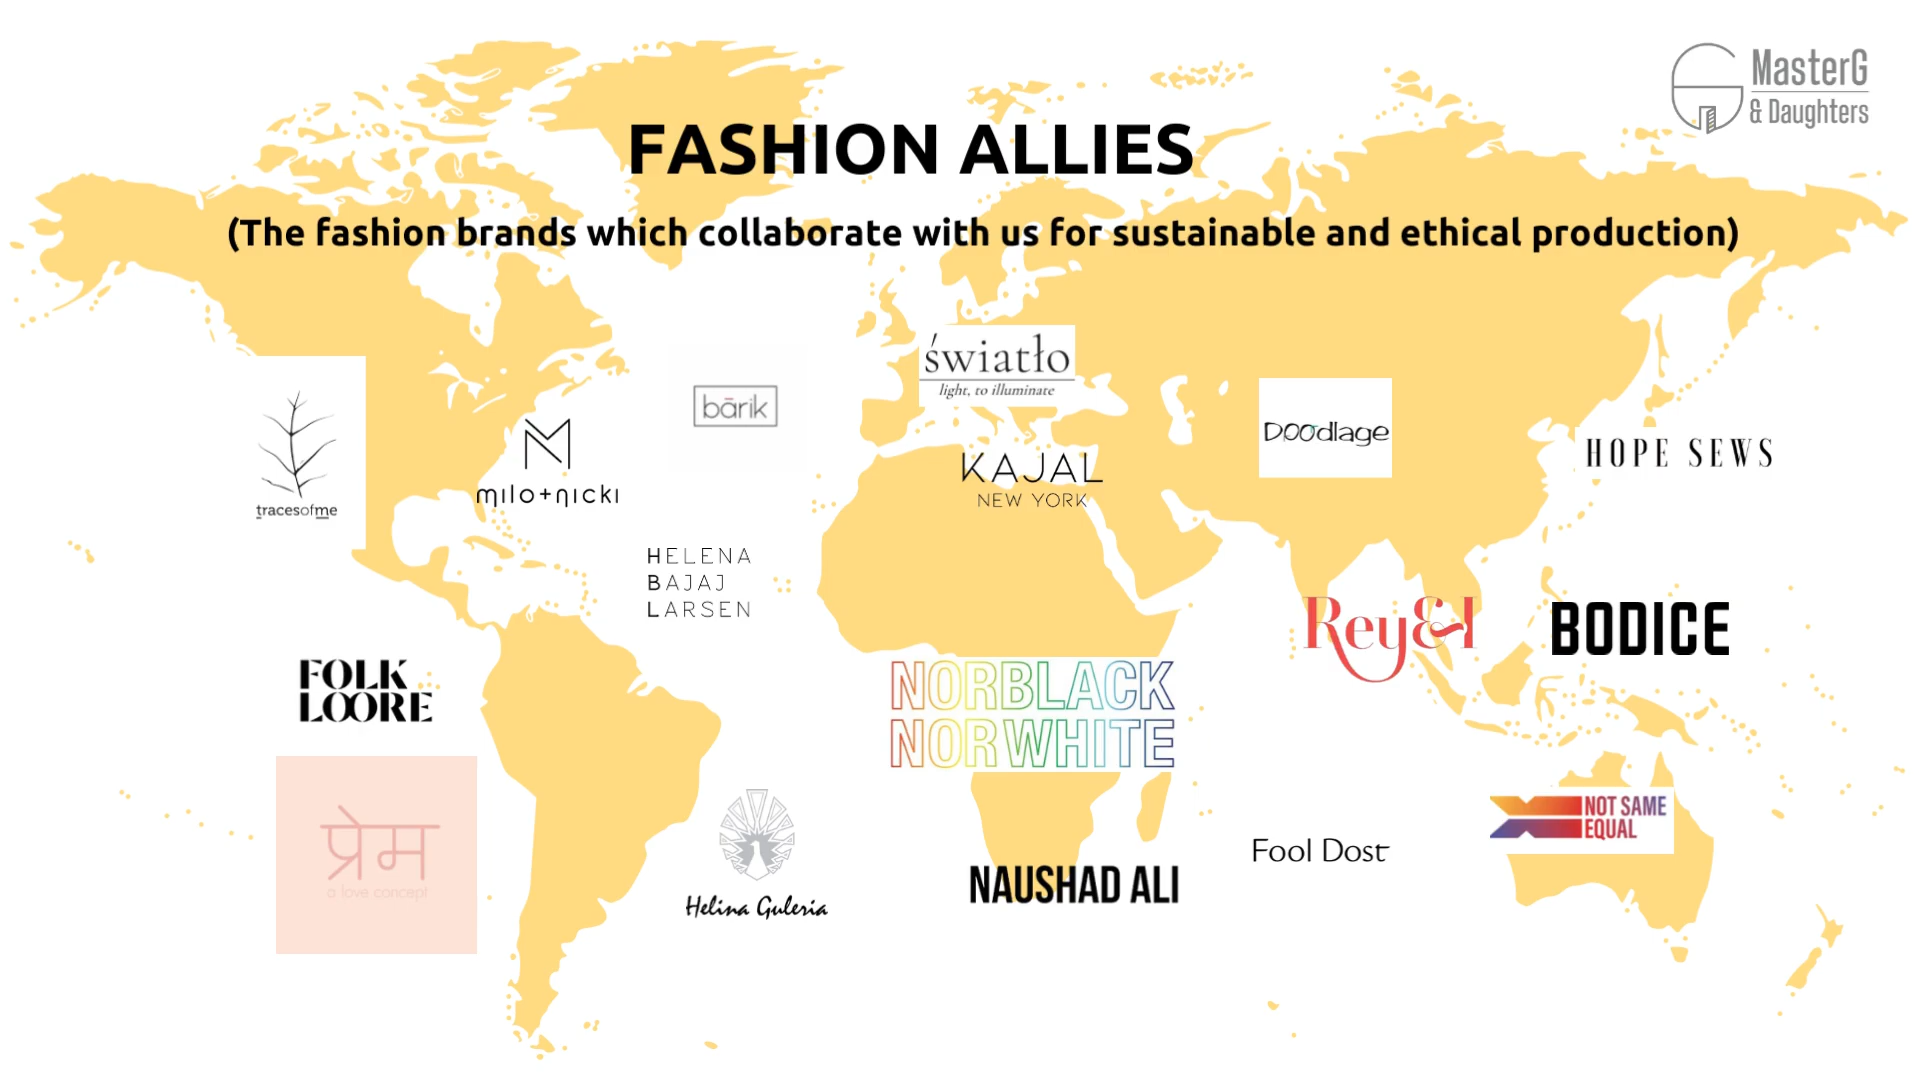 MasterG
& Daughters
FASHION ALLIES
(The fashion brands which collaborate with us for sustainable and ethical production)
światło
light, to illuminate
bārik
Doodlage
tracesofme
milo+nicki
KAJAL
NEW YORK
HOPE SEWS
HELENA
BAJAJ
LARSEN
Rey&I
BODICE
FOLK
LOORE
NORBLACK
NORWHITE
प्रेम
a love concept
NOT SAME
EQUAL
Helina Guleria
NAUSHAD ALI
Fool Dost